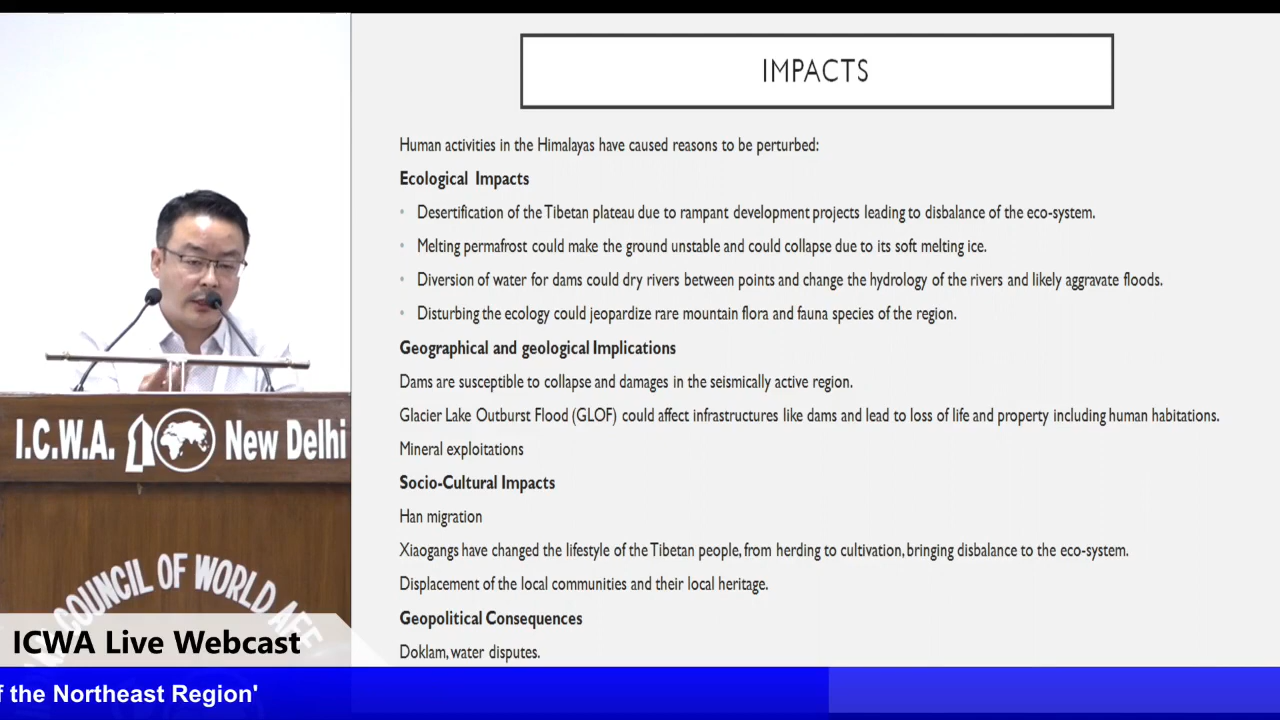 IMPACTS
Human activities in the Himalayas have caused reasons to be perturbed:
Ecological Impacts
• Desertification of the Tibetan plateau due to rampant development projects leading to disbalance of the eco-system.
• Melting permafrost could make the ground unstable and could collapse due to its soft melting ice.
• Diversion of water for dams could dry rivers between points and change the hydrology of the rivers and likely aggravate floods.
• Disturbing the ecology could jeopardize rare mountain flora and fauna species of the region.
Geographical and geological Implications
Dams are susceptible to collapse and damages in the seismically active region.
Glacier Lake Outburst Flood (GLOF) could affect infrastructures like dams and lead to loss of life and property including human habitations.
Mineral exploitations
Socio-Cultural Impacts
Han migration
Xiaogangs have changed the lifestyle of the Tibetan people, from herding to cultivation, bringing disbalance to the eco-system.
Displacement of the local communities and their local heritage.
Geopolitical Consequences
Doklam, water disputes.
I.C.W.A. New Delhi
COUNCIL OF WORLD
ICWA Live Webcast
f the Northeast Region'